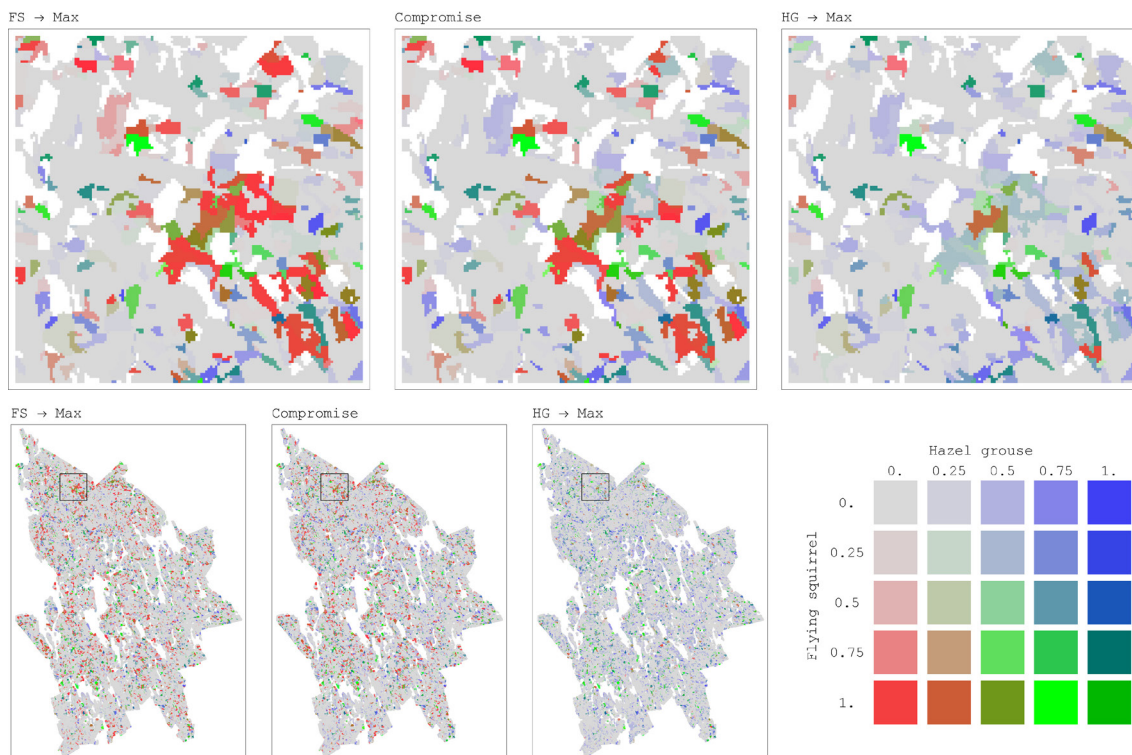 FS → Max
Compromise
HG → Max
FS → Max
Compromise
HG → Max
Hazel grouse
0. 0.25 0.5 0.75 1.
Flying squirrel
0.
0.25
0.5
0.75
1.